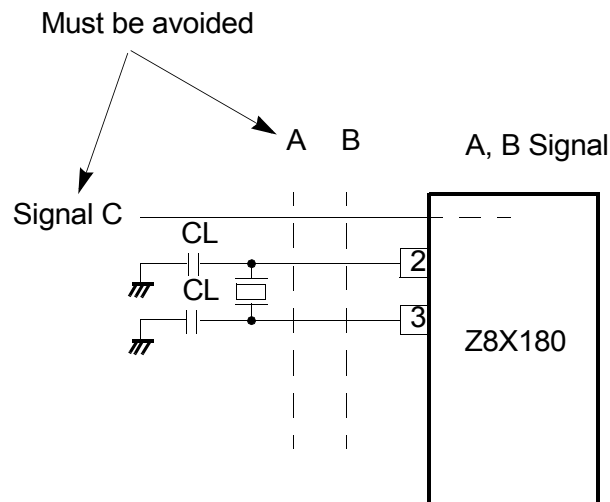 Must be avoided
A B
A, B Signal
Signal C
CL
2
CL
3
Z8X180